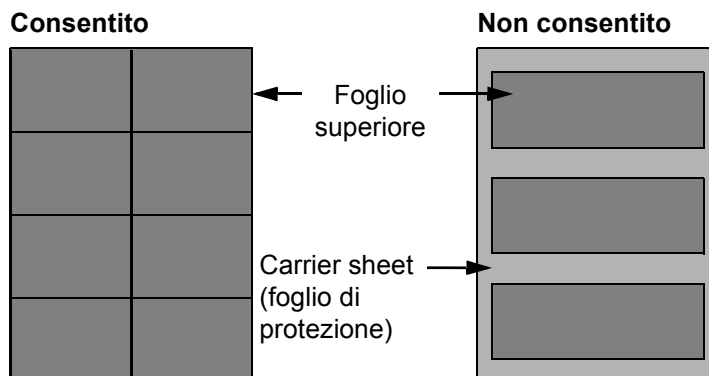 Consentito
Non consentito
Foglio
superiore
Carrier sheet
(foglio di
protezione)